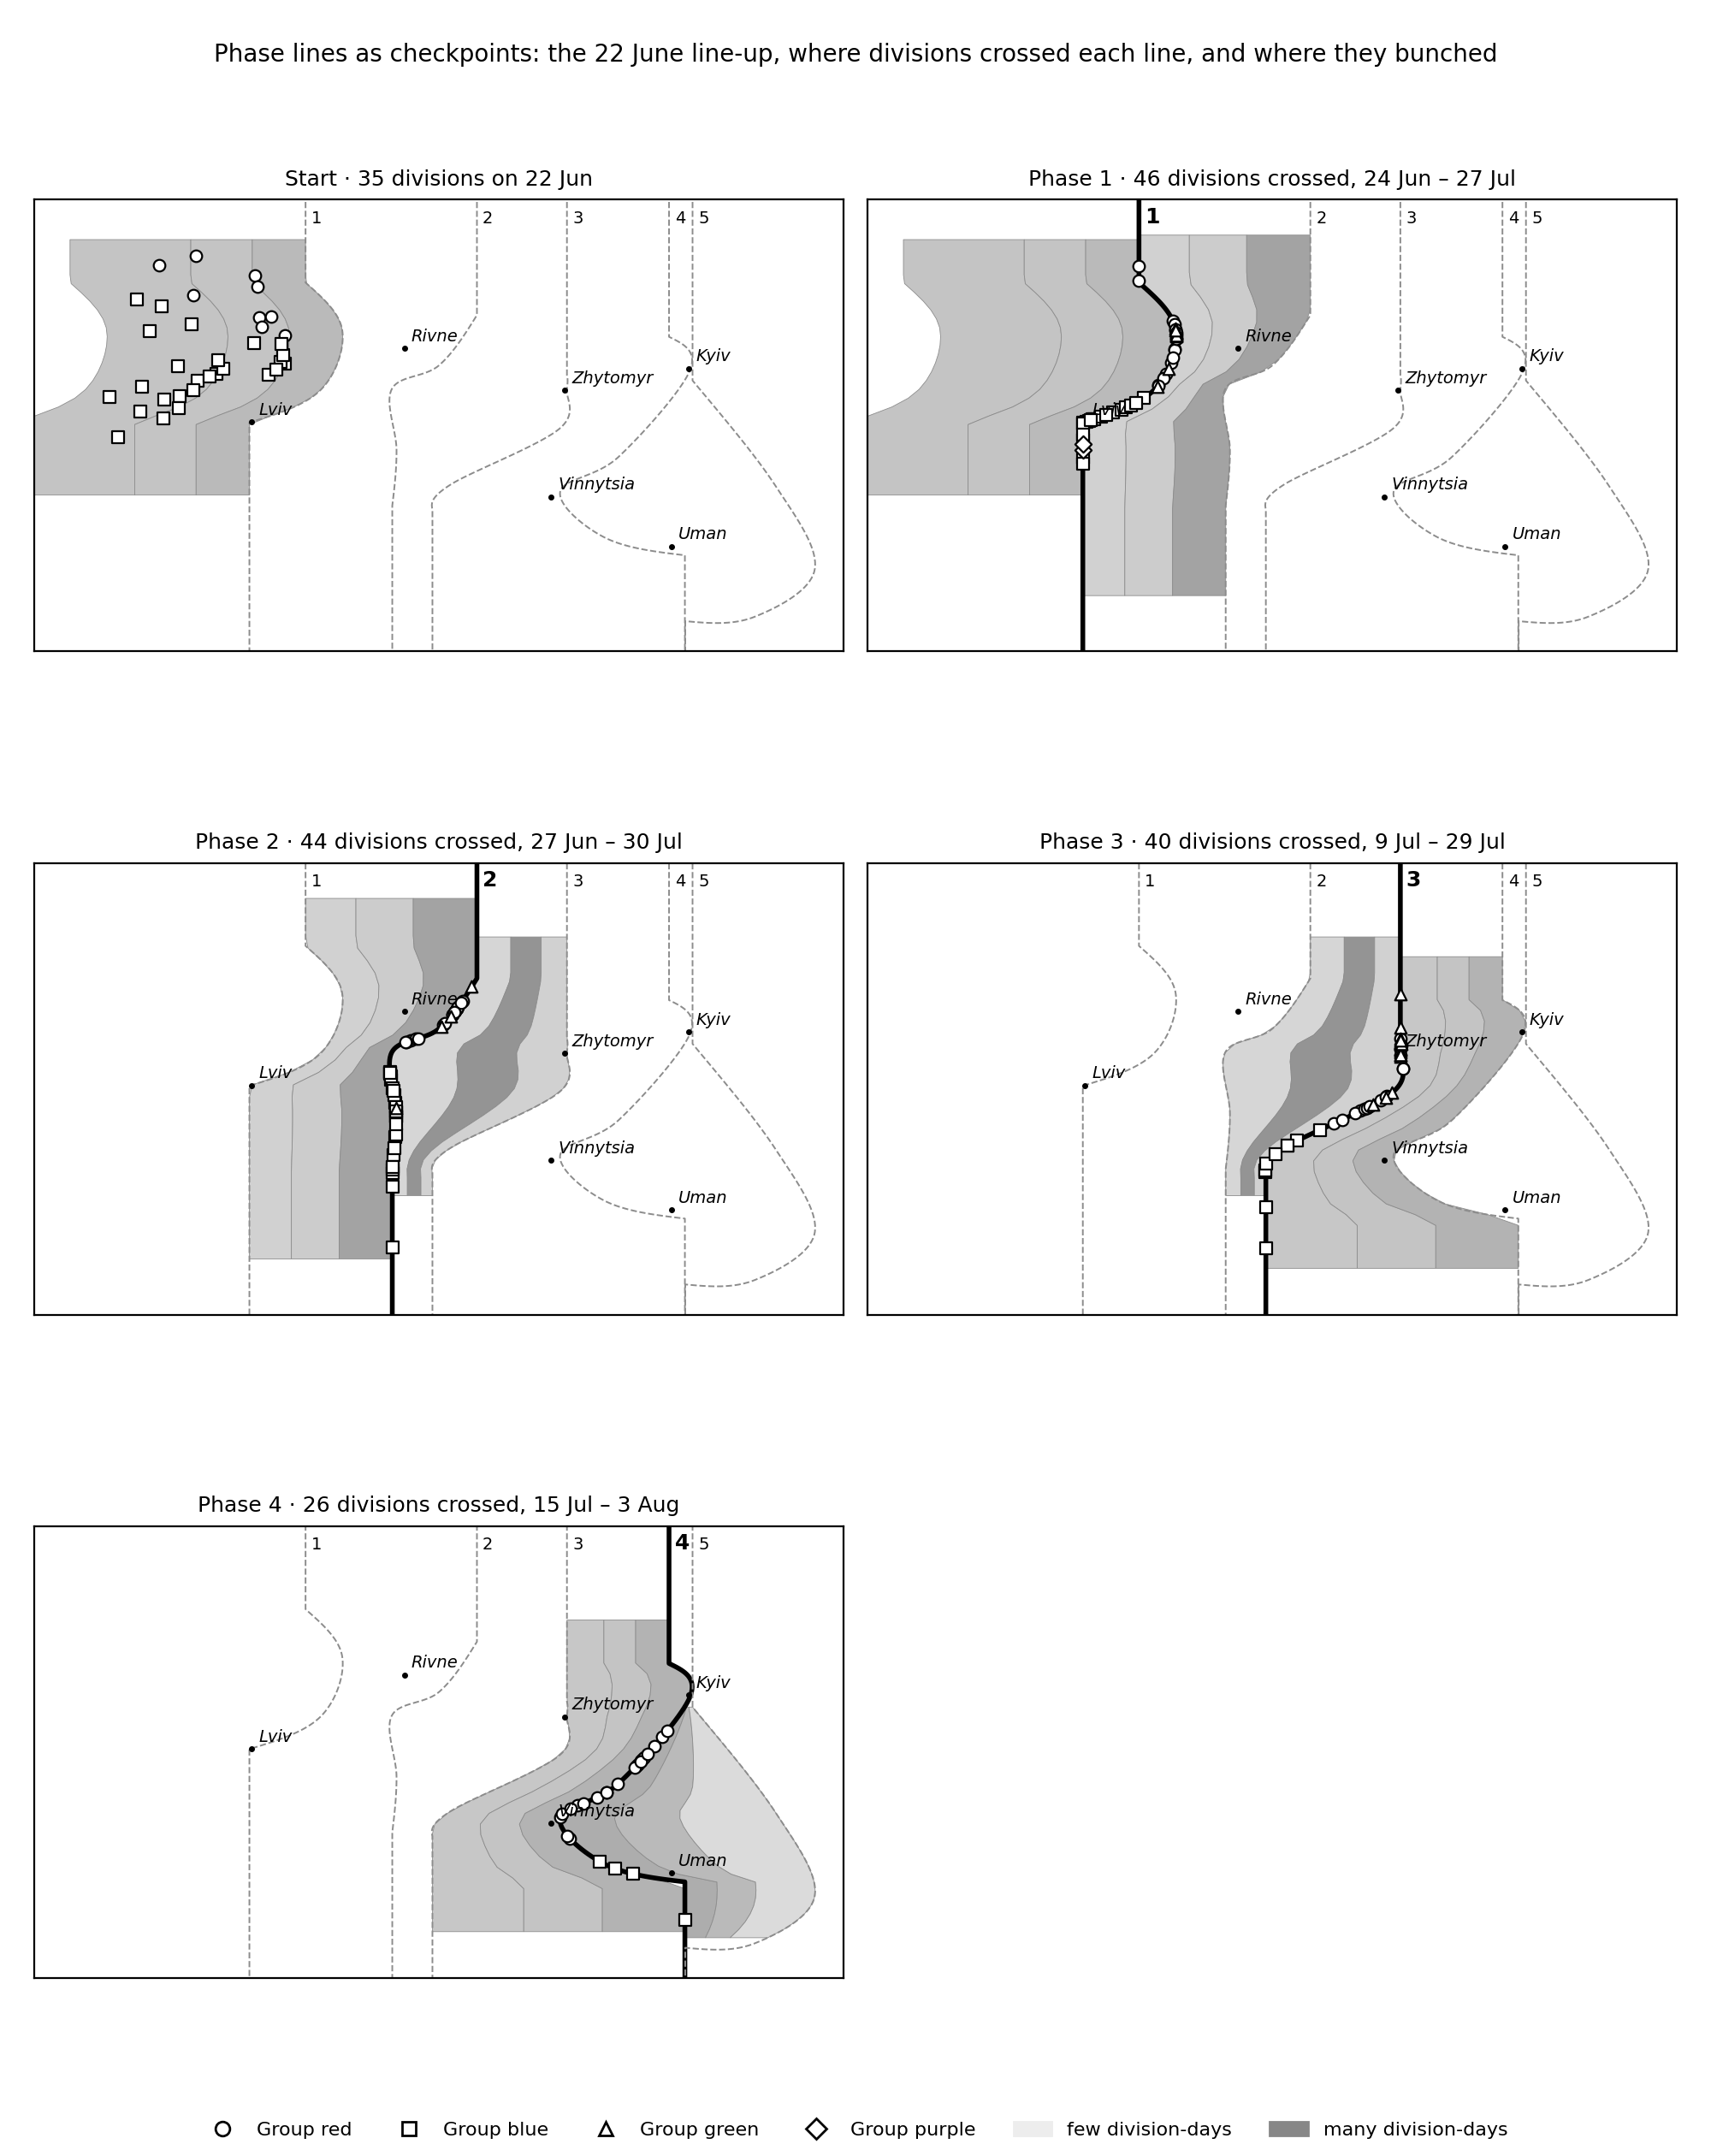 Phase lines as checkpoints: the 22 June line-up, where divisions crossed each line, and where they bunched
Start · 35 divisions on 22 Jun
1
2
3
4
5
Rivne
Kyiv
Zhytomyr
Lviv
Vinnytsia
Uman
Phase 1 · 46 divisions crossed, 24 Jun – 27 Jul
1
2
3
4
5
Rivne
Kyiv
Zhytomyr
Lviv
Vinnytsia
Uman
Phase 2 · 44 divisions crossed, 27 Jun – 30 Jul
1
2
3
4
5
Rivne
Kyiv
Zhytomyr
Lviv
Vinnytsia
Uman
Phase 3 · 40 divisions crossed, 9 Jul – 29 Jul
1
2
3
4
5
Rivne
Kyiv
Zhytomyr
Lviv
Vinnytsia
Uman
Phase 4 · 26 divisions crossed, 15 Jul – 3 Aug
1
2
3
4
5
Rivne
Kyiv
Zhytomyr
Lviv
Vinnytsia
Uman
Group red
Group blue
Group green
Group purple
few division-days
many division-days